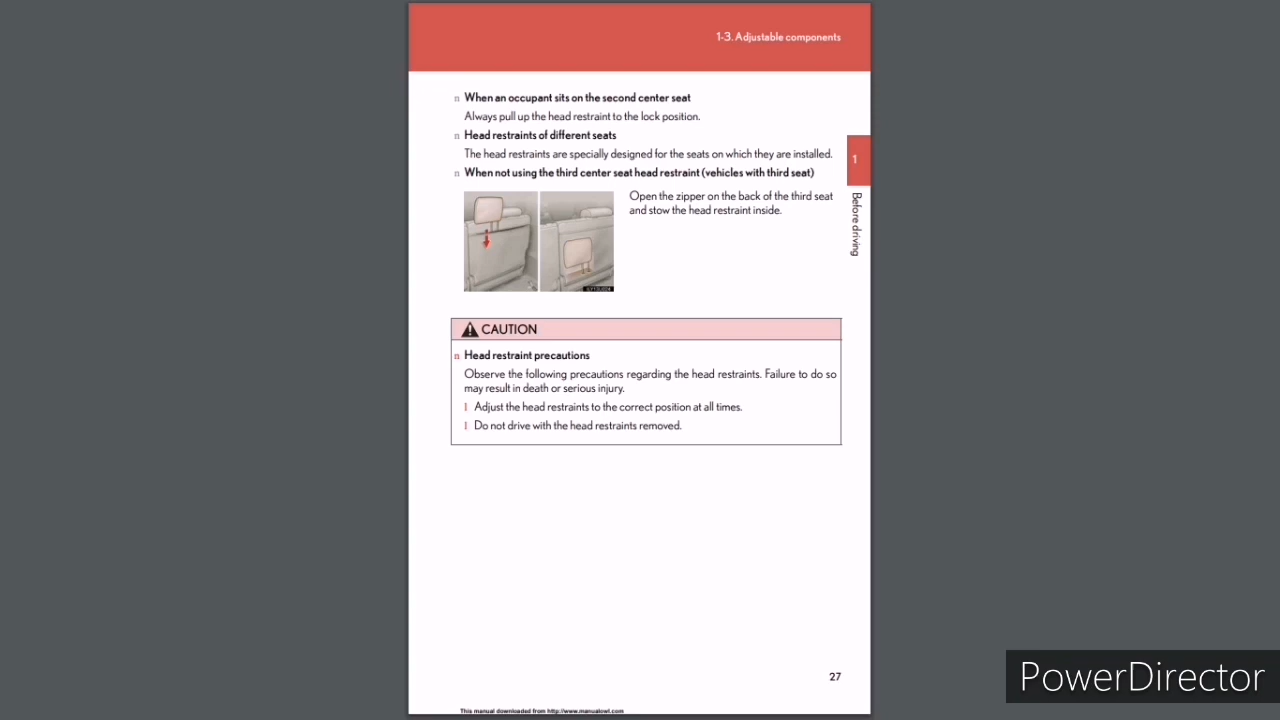 1-3. Adjustable components
n When an occupant sits on the second center seat
Always pull up the head restraint to the lock position.
n Head restraints of different seats
The head restraints are specially designed for the seats on which they are installed.
n When not using the third center seat head restraint (vehicles with third seat)
Open the zipper on the back of the third seat
and stow the head restraint inside.
1
Before driving
CAUTION
n Head restraint precautions
Observe the following precautions regarding the head restraints. Failure to do so
may result in death or serious injury.
l Adjust the head restraints to the correct position at all times.
l Do not drive with the head restraints removed.
27
This manual downloaded from http://www.manualowl.com
PowerDirector